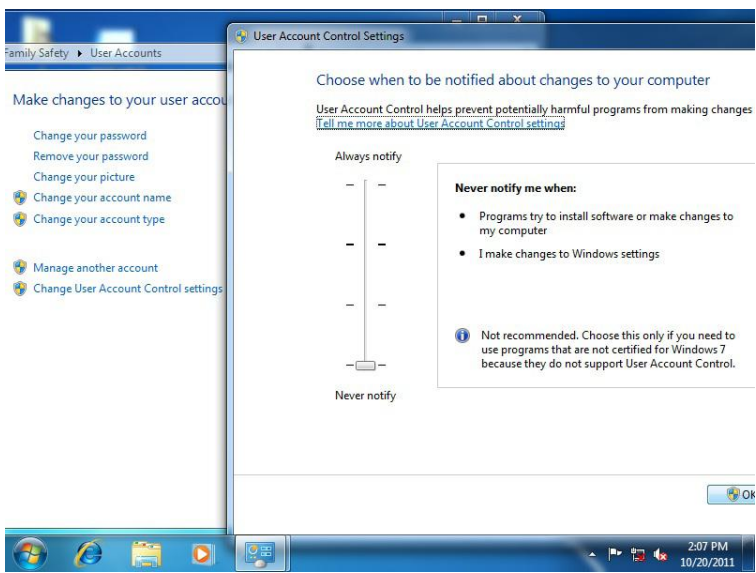 User Account Control Settings
Family Safety ▸ User Accounts
Make changes to your user
Change your password
Remove your password
Change your picture
Change your account name
Change your account type
Manage another account
Change User Account Control settings
Choose when to be notified about changes to your computer
User Account Control helps prevent potentially harmful programs from making changes
Tell me more about User Account Control settings
Always notify
Never notify me when:
• Programs try to install software or make changes to
my computer
• I make changes to Windows settings
Not recommended. Choose this only if you need to
use programs that are not certified for Windows 7
because they do not support User Account Control.
Never notify
OK
2:07 PM
10/20/2011